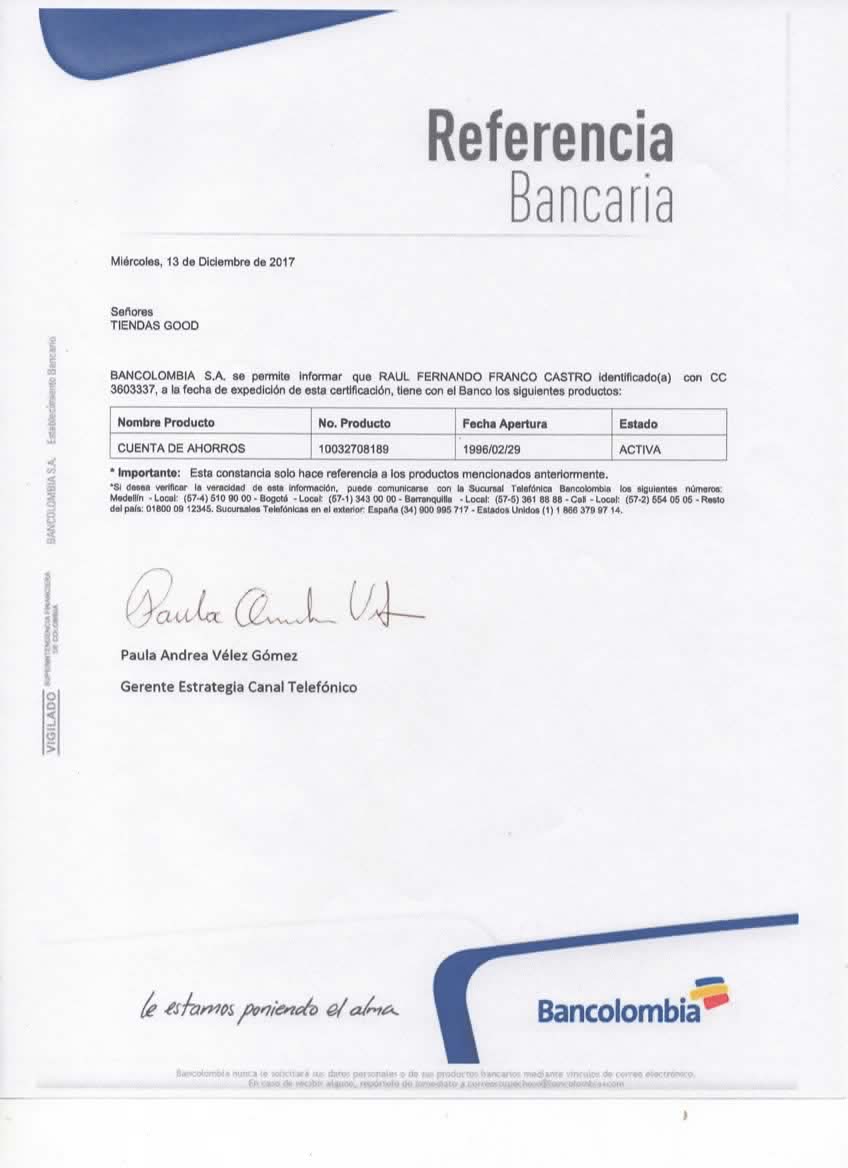 Referencia
Bancaria
Miércoles, 13 de Diciembre de 2017
Señores
TIENDAS GOOD
BANCOLOMBIA S.A. se permite informar que RAUL FERNANDO FRANCO CASTRO identificado(a) con CC
3603337, a la fecha de expedición de esta certificación, tiene con el Banco los siguientes productos:
Nombre Producto No. Producto Fecha Apertura Estado
CUENTA DE AHORROS 10032708189 1996/02/29 ACTIVA
* Importante: Esta constancia solo hace referencia a los productos mencionados anteriormente.
*Si desea verificar la veracidad de esta información, puede comunicarse con la Sucursal Telefónica Bancolombia los siguientes números:
Medellín - Local: (57-4) 510 90 00 - Bogotá - Local: (57-1) 343 00 00 - Barranquilla - Local: (57-5) 361 88 88 - Cali - Local: (57-2) 554 05 05 - Resto
del país: 01800 09 12345. Sucursales Telefónicas en el exterior: España (34) 900 995 717 - Estados Unidos (1) 1 866 379 97 14.
Paula Andrea Vélez Gómez
Gerente Estrategia Canal Telefónico
VIGILADO SUPERINTENDENCIA FINANCIERA
DE COLOMBIA
BANCOLOMBIA S.A. Establecimiento Bancario
le estamos poniendo el alma
Bancolombia
Bancolombia nunca le solicitará sus datos personales o de sus productos bancarios mediante vínculos de correo electrónico.
En caso de recibir alguno, repórtelo de inmediato a